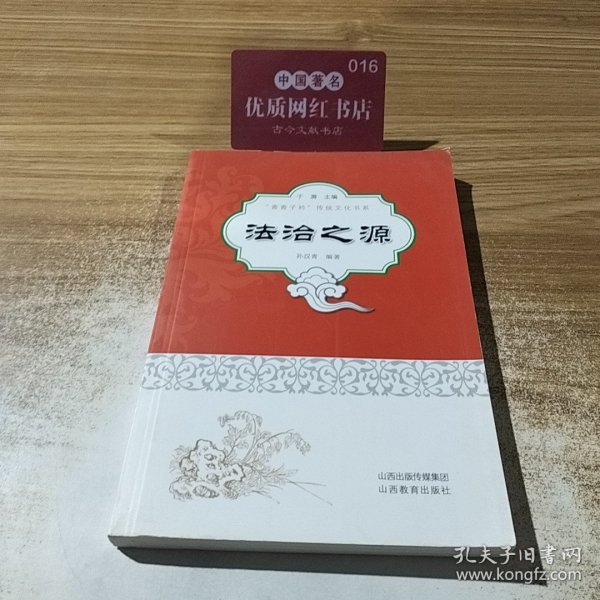 016
中国著名
优质网红书店
古今文献书店
于漪 主编
“青青子衿”传统文化书系
法治之源
孙汉青 编著
山西出版传媒集团
山西教育出版社
孔夫子旧书网
www.kongfz.com